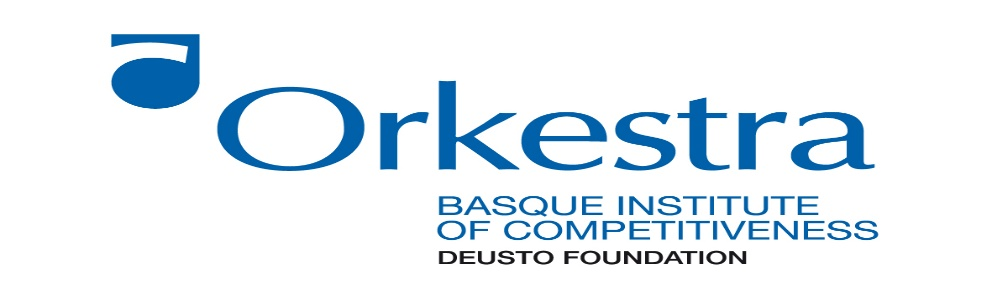 Orkestra
BASQUE INSTITUTE
OF COMPETITIVENESS
DEUSTO FOUNDATION